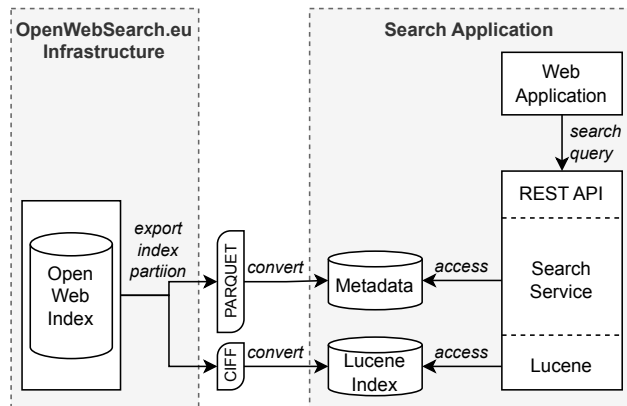 OpenWebSearch.eu
Infrastructure
Search Application
Web
Application
search
query
REST API
export
index
partiion
Open
Web
Index
PARQUET
convert
Metadata
access
Search
Service
CIFF
convert
Lucene
Index
access
Lucene